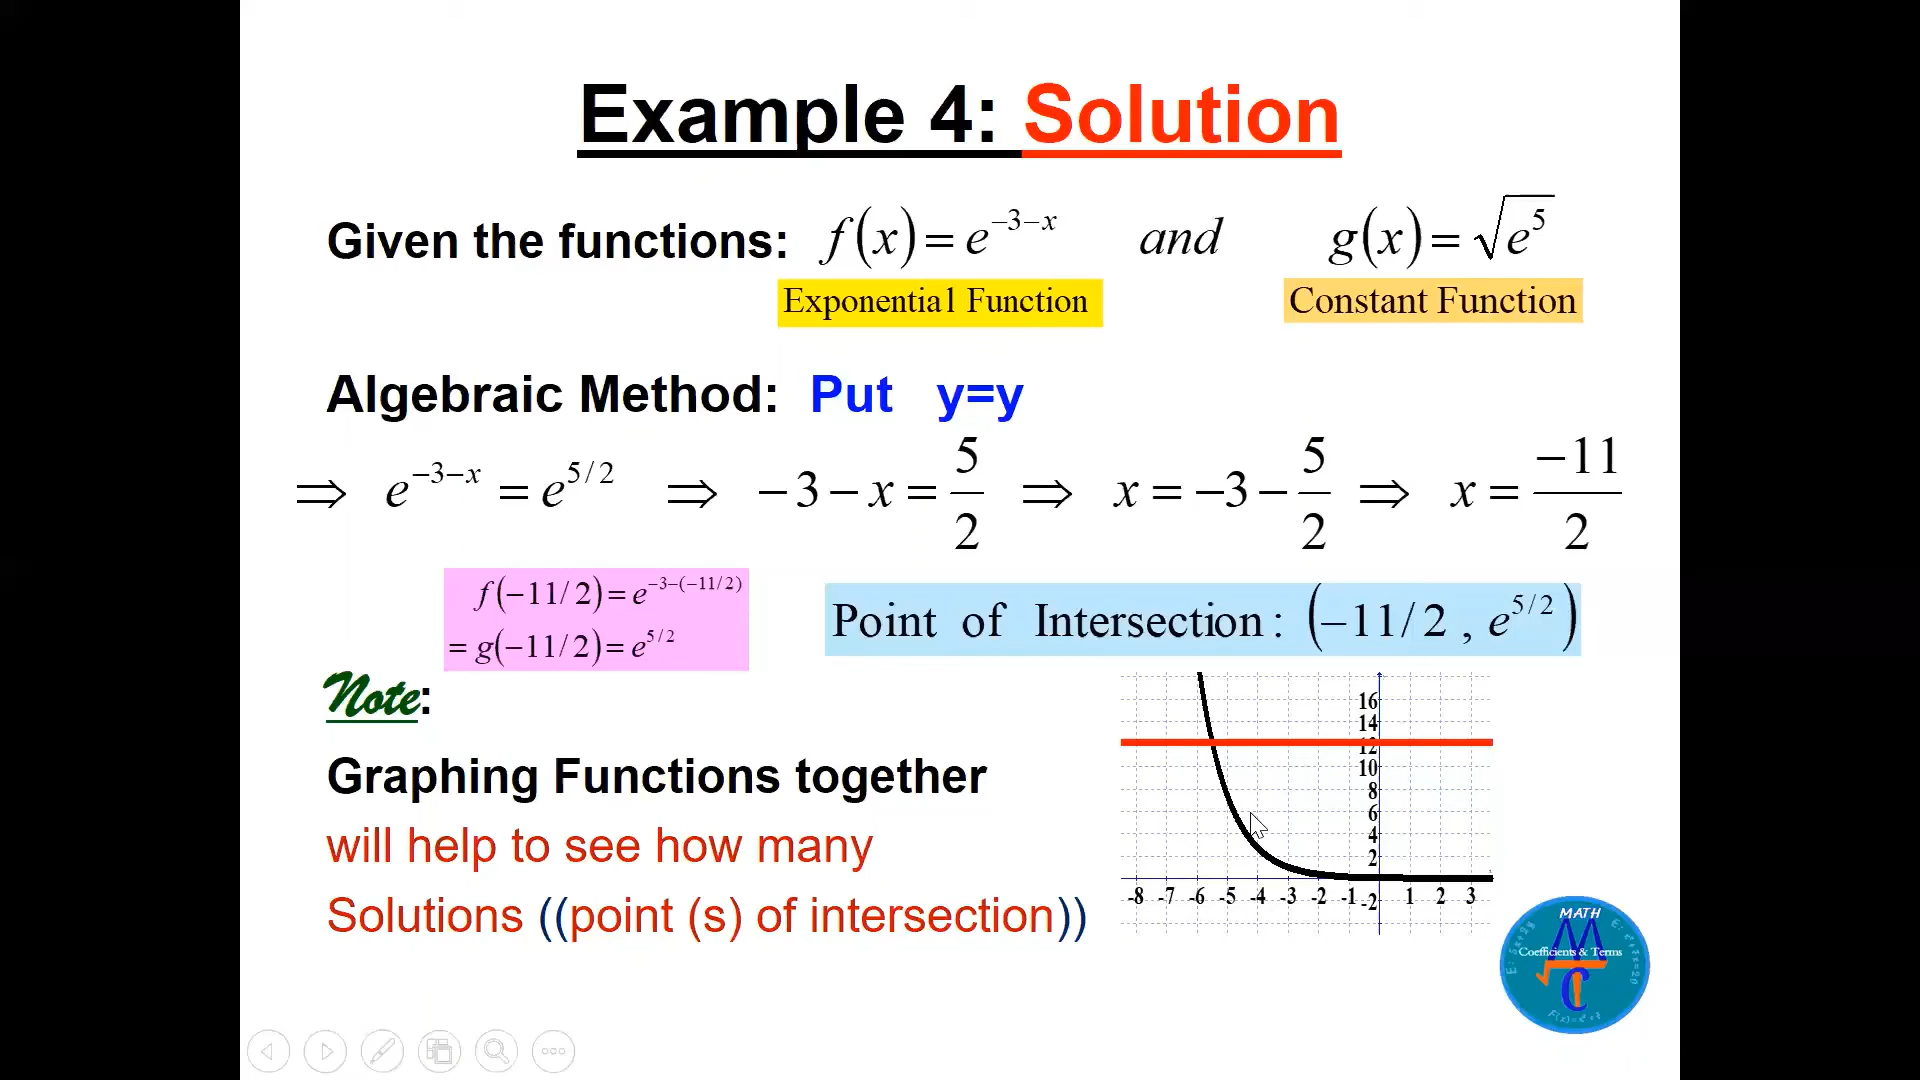 Example 4: Solution
Given the functions: f(x) = e^{-3-x} and g(x) = √(e^5)
Exponential Function Constant Function
Algebraic Method: Put y=y
⇒ e^{-3-x} = e^{5/2} ⇒ -3 - x = 5/2 ⇒ x = -3 - 5/2 ⇒ x = -11/2
f(-11/2) = e^{-3-(-11/2)}
= g(-11/2) = e^{5/2}
Point of Intersection: (-11/2 , e^{5/2})
Note:
Graphing Functions together
will help to see how many
Solutions ((point (s) of intersection))
16
14
12
10
8
6
4
2
-8 -7 -6 -5 -4 -3 -2 -1 1 2 3
-2
MATH
Coefficients & Terms